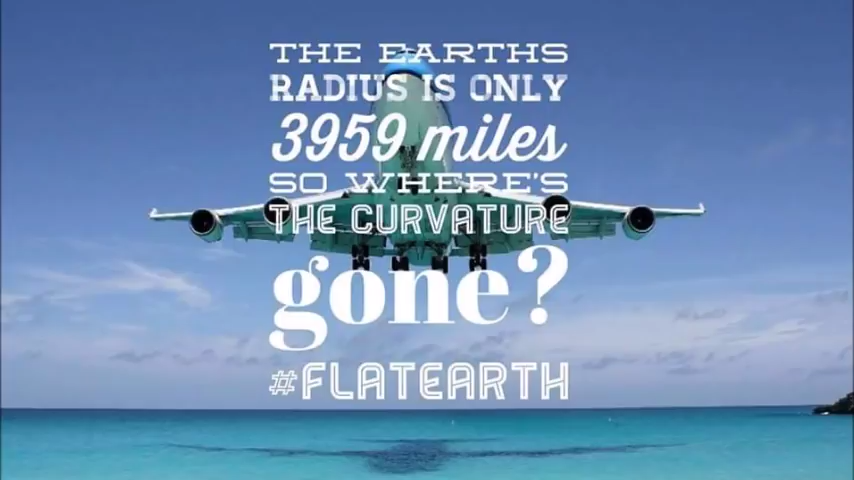 THE EARTHS
RADIUS IS ONLY
3959 miles
SO WHERE'S
THE CURVATURE
gone?
#FLATEARTH